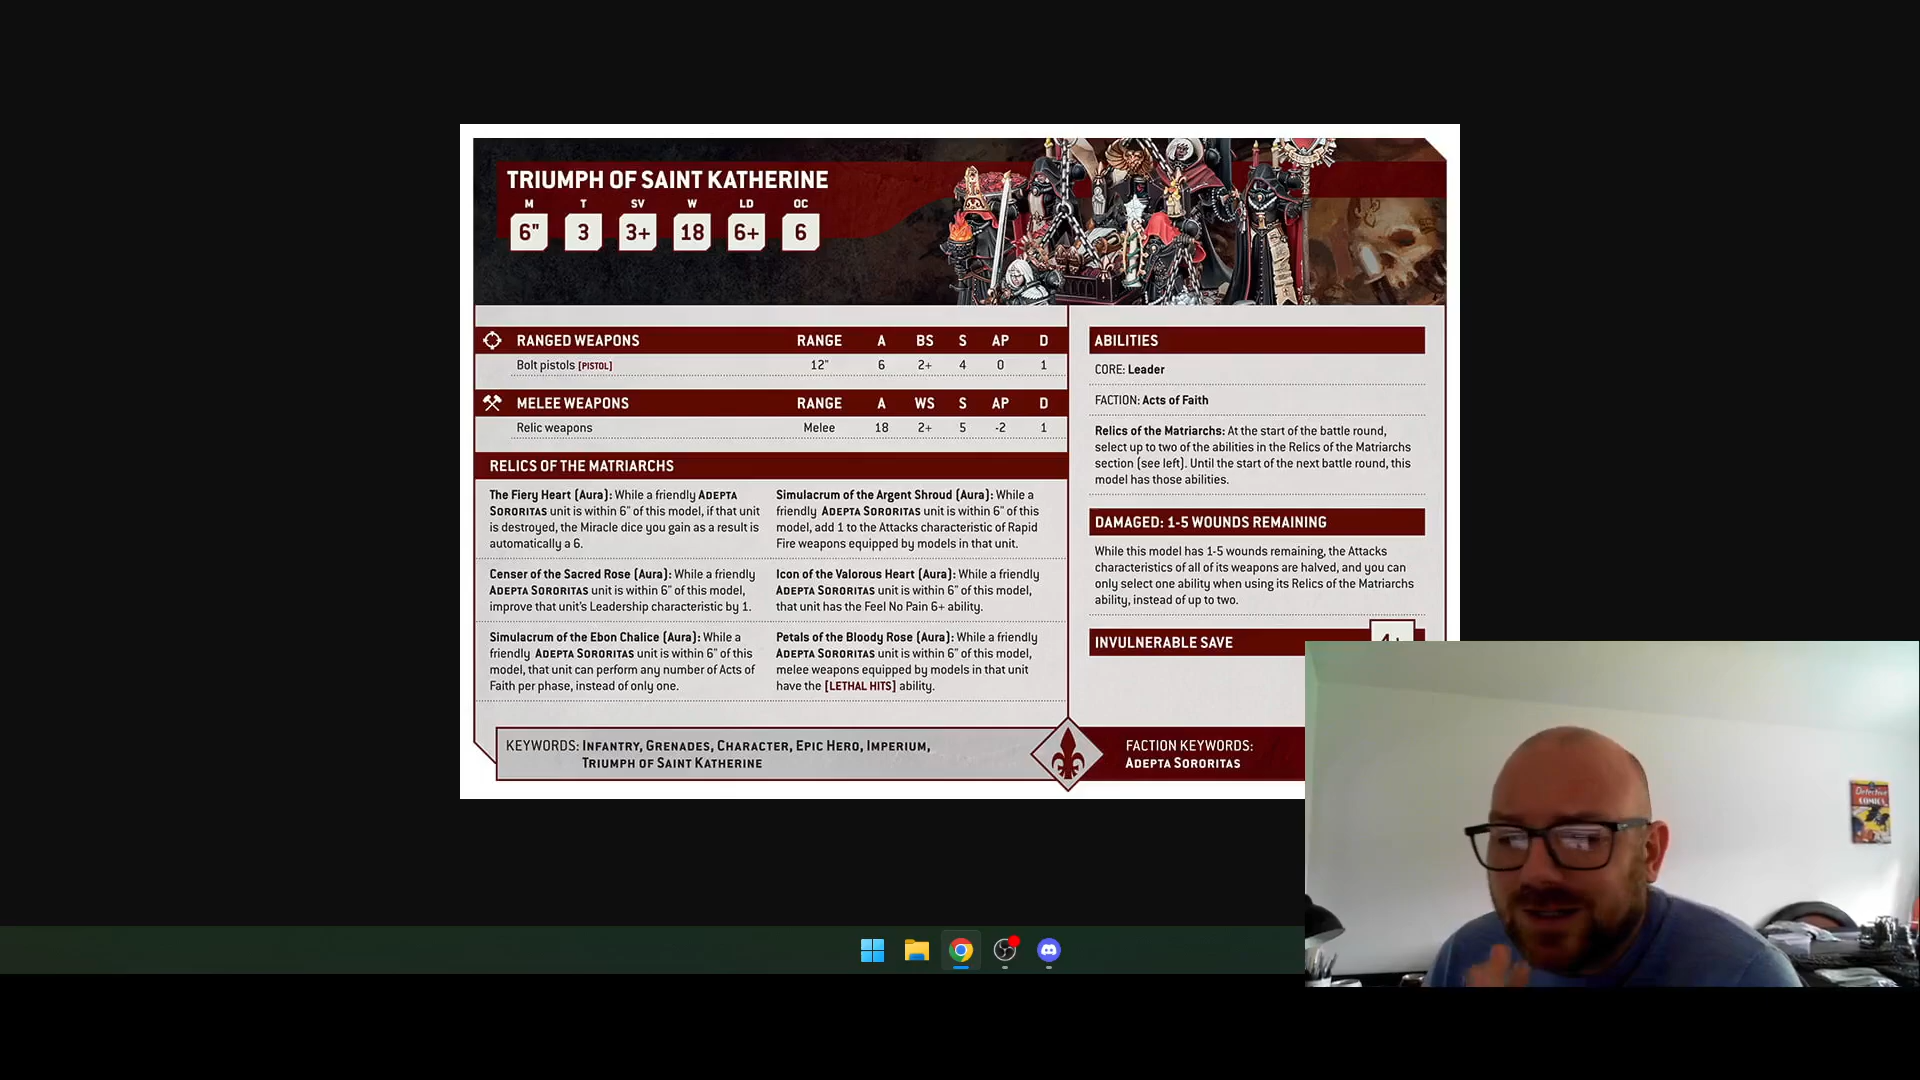 TRIUMPH OF SAINT KATHERINE
M T SV W LD OC
6" 3 3+ 18 6+ 6
RANGED WEAPONS RANGE A BS S AP D
Bolt pistols [PISTOL] 12" 6 2+ 4 0 1
MELEE WEAPONS RANGE A WS S AP D
Relic weapons Melee 18 2+ 5 -2 1
RELICS OF THE MATRIARCHS
The Fiery Heart (Aura): While a friendly ADEPTA
SORORITAS unit is within 6" of this model, if that unit
is destroyed, the Miracle dice you gain as a result is
automatically a 6.
Censer of the Sacred Rose (Aura): While a friendly
ADEPTA SORORITAS unit is within 6" of this model,
improve that unit's Leadership characteristic by 1.
Simulacrum of the Ebon Chalice (Aura): While a
friendly ADEPTA SORORITAS unit is within 6" of this
model, that unit can perform any number of Acts of
Faith per phase, instead of only one.
Simulacrum of the Argent Shroud (Aura): While a
friendly ADEPTA SORORITAS unit is within 6" of this
model, add 1 to the Attacks characteristic of Rapid
Fire weapons equipped by models in that unit.
Icon of the Valorous Heart (Aura): While a friendly
ADEPTA SORORITAS unit is within 6" of this model,
that unit has the Feel No Pain 6+ ability.
Petals of the Bloody Rose (Aura): While a friendly
ADEPTA SORORITAS unit is within 6" of this model,
melee weapons equipped by models in that unit
have the [LETHAL HITS] ability.
ABILITIES
CORE: Leader
FACTION: Acts of Faith
Relics of the Matriarchs: At the start of the battle round,
select up to two of the abilities in the Relics of the Matriarchs
section (see left). Until the start of the next battle round, this
model has those abilities.
DAMAGED: 1-5 WOUNDS REMAINING
While this model has 1-5 wounds remaining, the Attacks
characteristics of all of its weapons are halved, and you can
only select one ability when using its Relics of the Matriarchs
ability, instead of up to two.
INVULNERABLE SAVE 4+
KEYWORDS: INFANTRY, GRENADES, CHARACTER, EPIC HERO, IMPERIUM,
TRIUMPH OF SAINT KATHERINE
FACTION KEYWORDS:
ADEPTA SORORITAS
Detective
COMICS